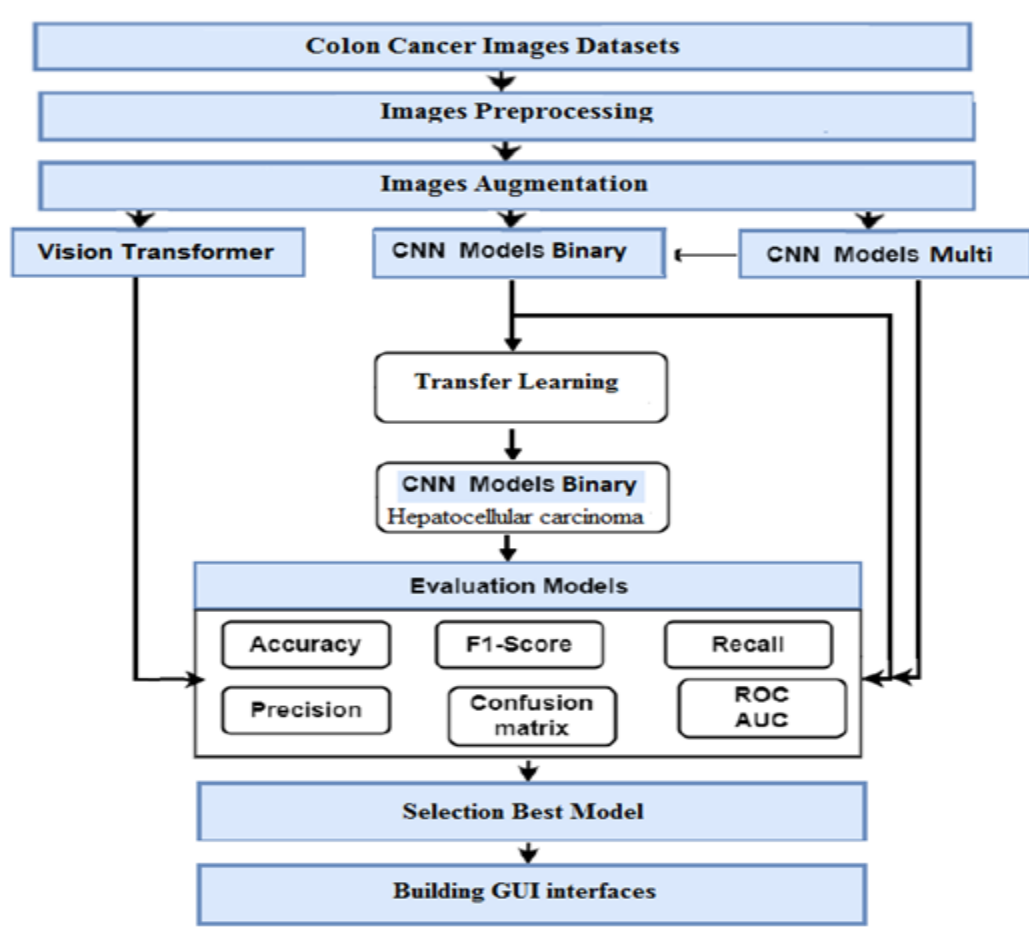 Colon Cancer Images Datasets
Images Preprocessing
Images Augmentation
Vision Transformer
CNN Models Binary
CNN Models Multi
Transfer Learning
CNN Models Binary
Hepatocellular carcinoma
Evaluation Models
Accuracy
F1-Score
Recall
Precision
Confusion
matrix
ROC
AUC
Selection Best Model
Building GUI interfaces